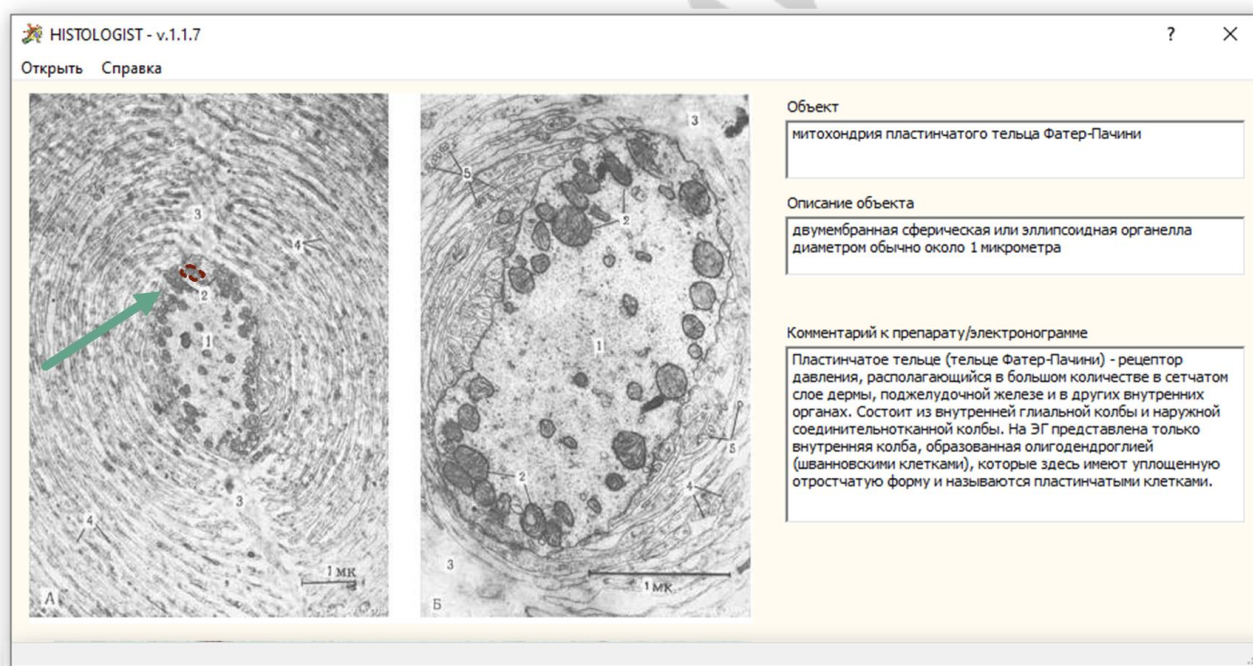 HISTOLOGIST - v.1.1.7
?
Открыть Справка
3
4
2
1
3
4
1 мк
А
3
5
2
1
5
2
4
3
1 мк
Б
Объект
митохондрия пластинчатого тельца Фатер-Пачини
Описание объекта
двумембранная сферическая или эллипсоидная органелла
диаметром обычно около 1 микрометра
Комментарий к препарату/электронограмме
Пластинчатое тельце (тельце Фатер-Пачини) - рецептор
давления, располагающийся в большом количестве в сетчатом
слое дермы, поджелудочной железе и в других внутренних
органах. Состоит из внутренней глиальной колбы и наружной
соединительнотканной колбы. На ЭГ представлена только
внутренняя колба, образованная олигодендроглией
(шванновскими клетками), которые здесь имеют уплощенную
отростчатую форму и называются пластинчатыми клетками.